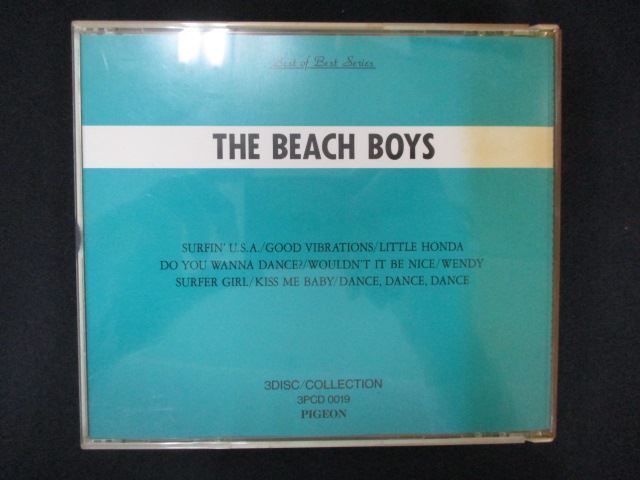 Best of Best Series
THE BEACH BOYS
SURFIN' U.S.A./GOOD VIBRATIONS/LITTLE HONDA
DO YOU WANNA DANCE?/WOULDN'T IT BE NICE/WENDY
SURFER GIRL/KISS ME BABY/DANCE, DANCE, DANCE
3DISC/COLLECTION
3PCD 0019
PIGEON